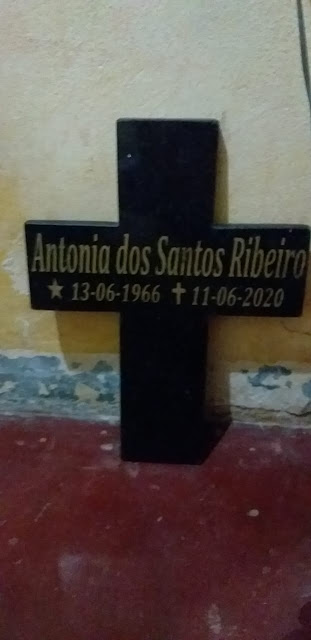 Antonia dos Santos Ribeiro
★ 13-06-1966 ✝ 11-06-2020